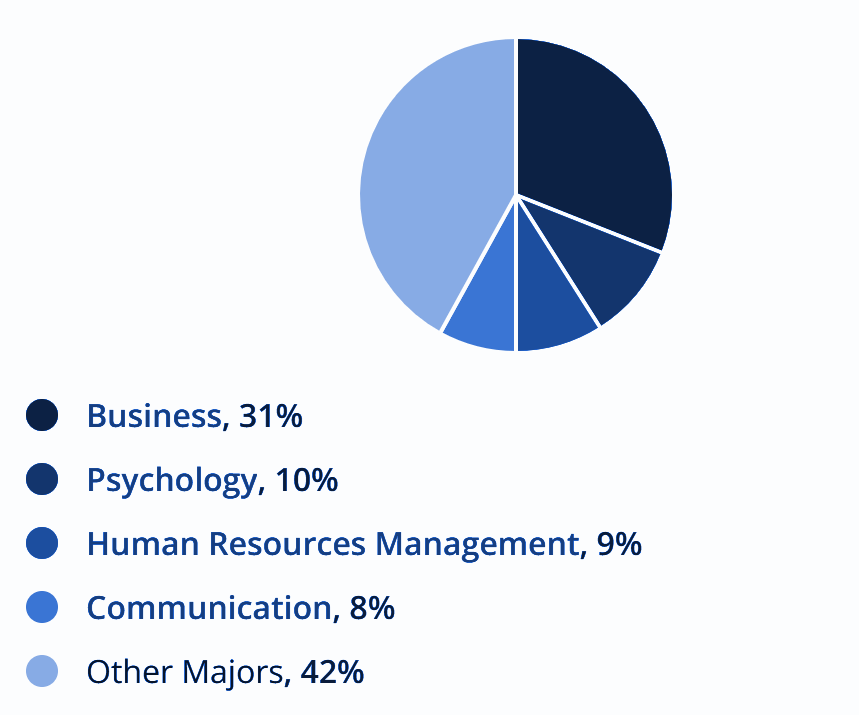 Business, 31%
Psychology, 10%
Human Resources Management, 9%
Communication, 8%
Other Majors, 42%